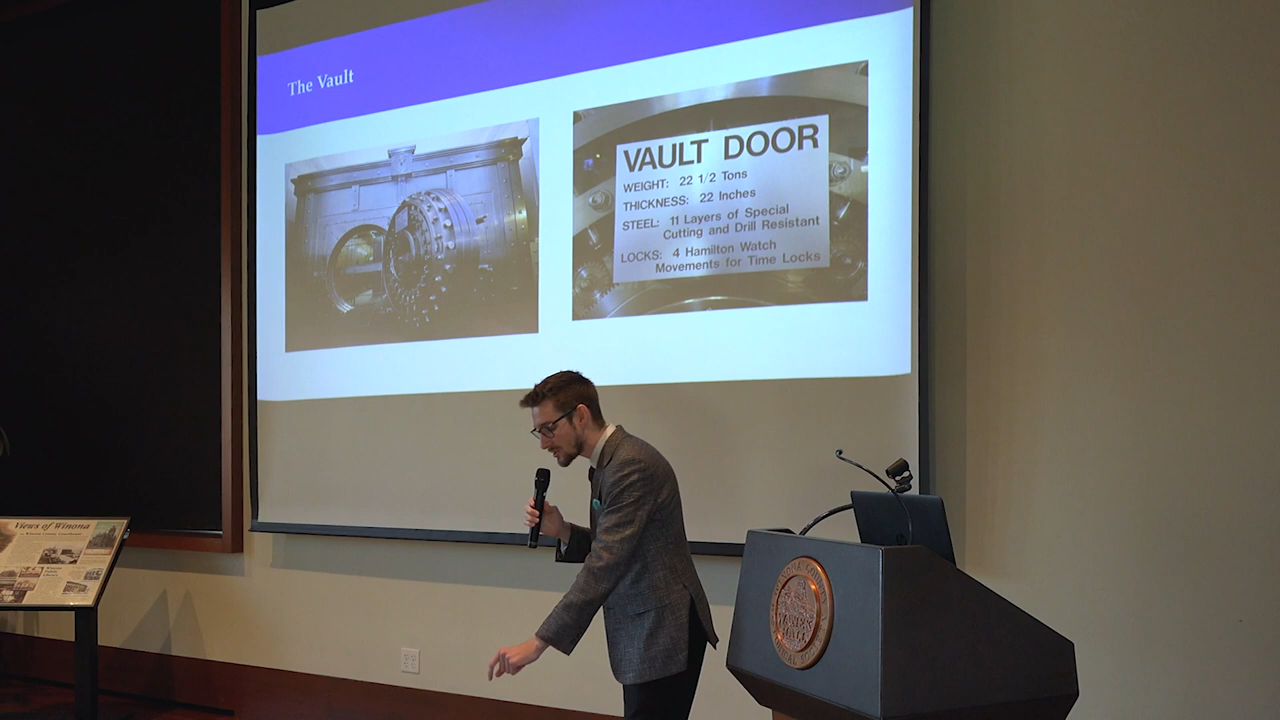 The Vault
VAULT DOOR
WEIGHT: 22 1/2 Tons
THICKNESS: 22 Inches
STEEL: 11 Layers of Special
Cutting and Drill Resistant
LOCKS: 4 Hamilton Watch
Movements for Time Locks
Views of Winona